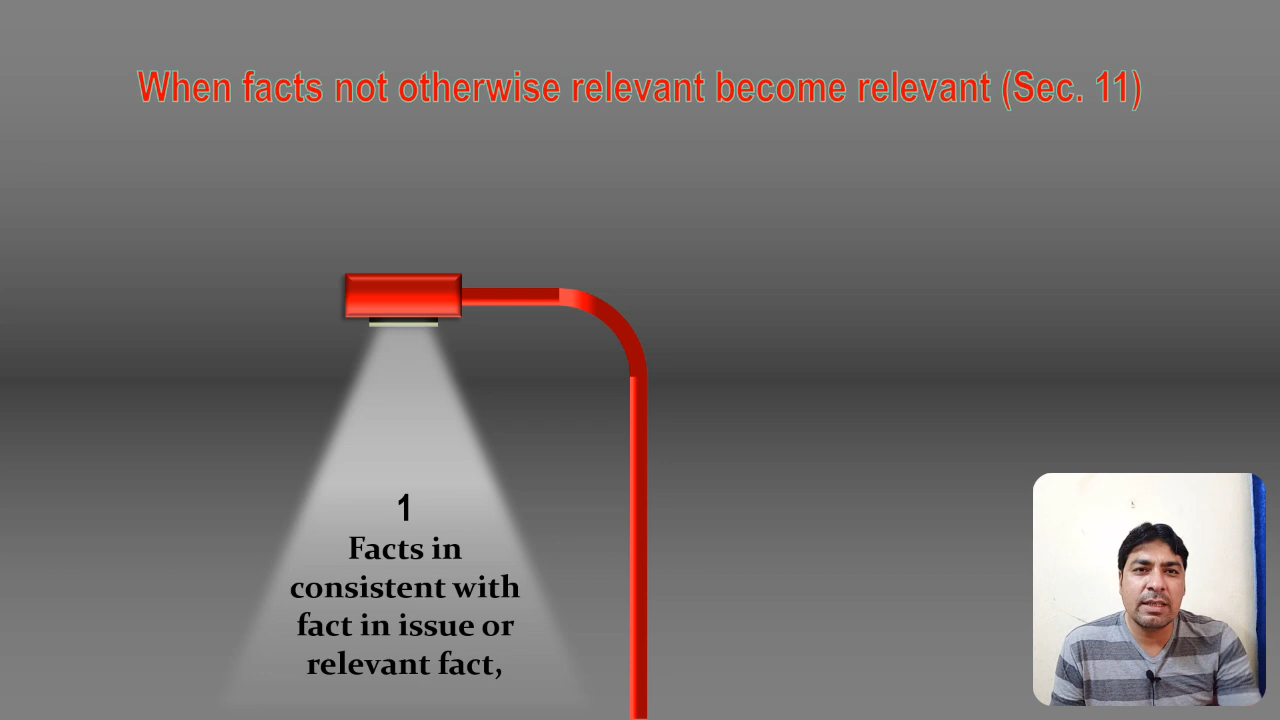 When facts not otherwise relevant become relevant (Sec. 11)
1
Facts in
consistent with
fact in issue or
relevant fact,